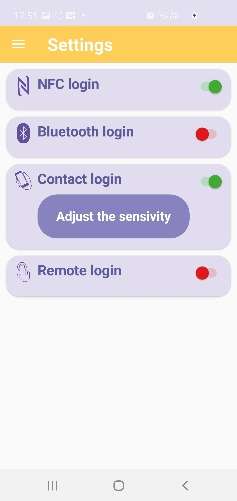 17:51
Settings
NFC login
Bluetooth login
Contact login
Adjust the sensivity
Remote login